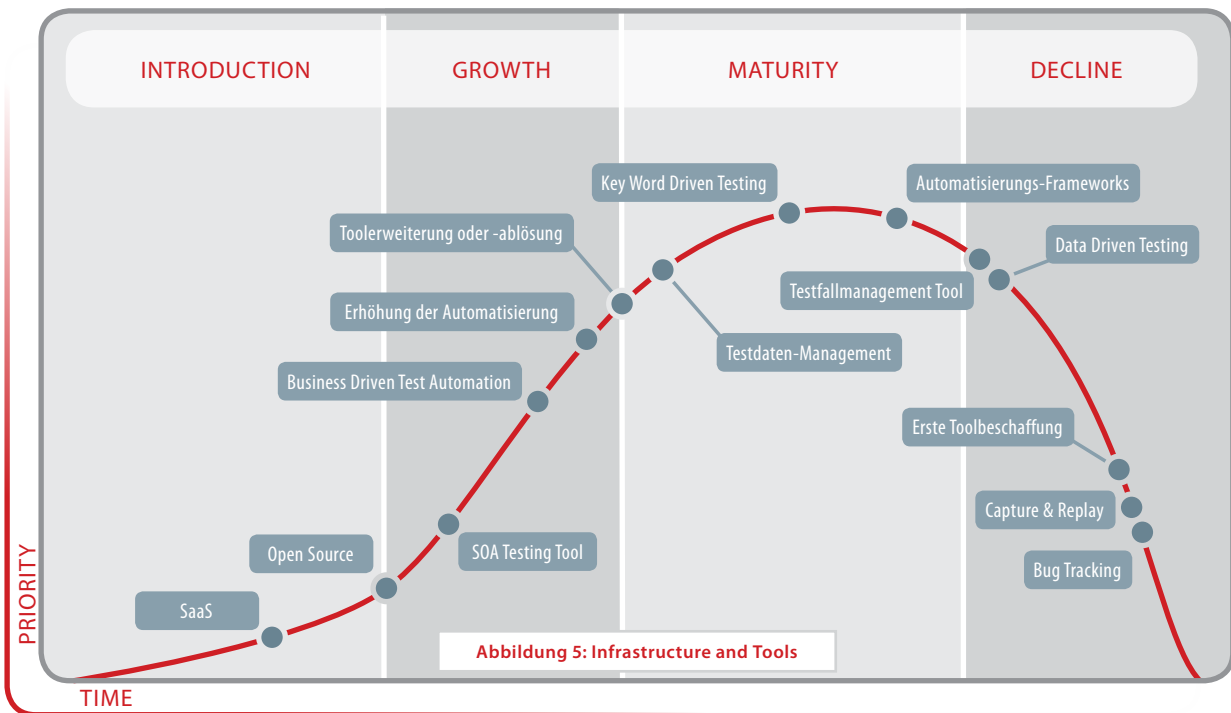 INTRODUCTION
GROWTH
MATURITY
DECLINE
Key Word Driven Testing
Automatisierungs-Frameworks
Toolerweiterung oder -ablösung
Data Driven Testing
Testfallmanagement Tool
Erhöhung der Automatisierung
Testdaten-Management
Business Driven Test Automation
Erste Toolbeschaffung
Capture & Replay
Open Source
SOA Testing Tool
Bug Tracking
SaaS
Abbildung 5: Infrastructure and Tools
PRIORITY
TIME